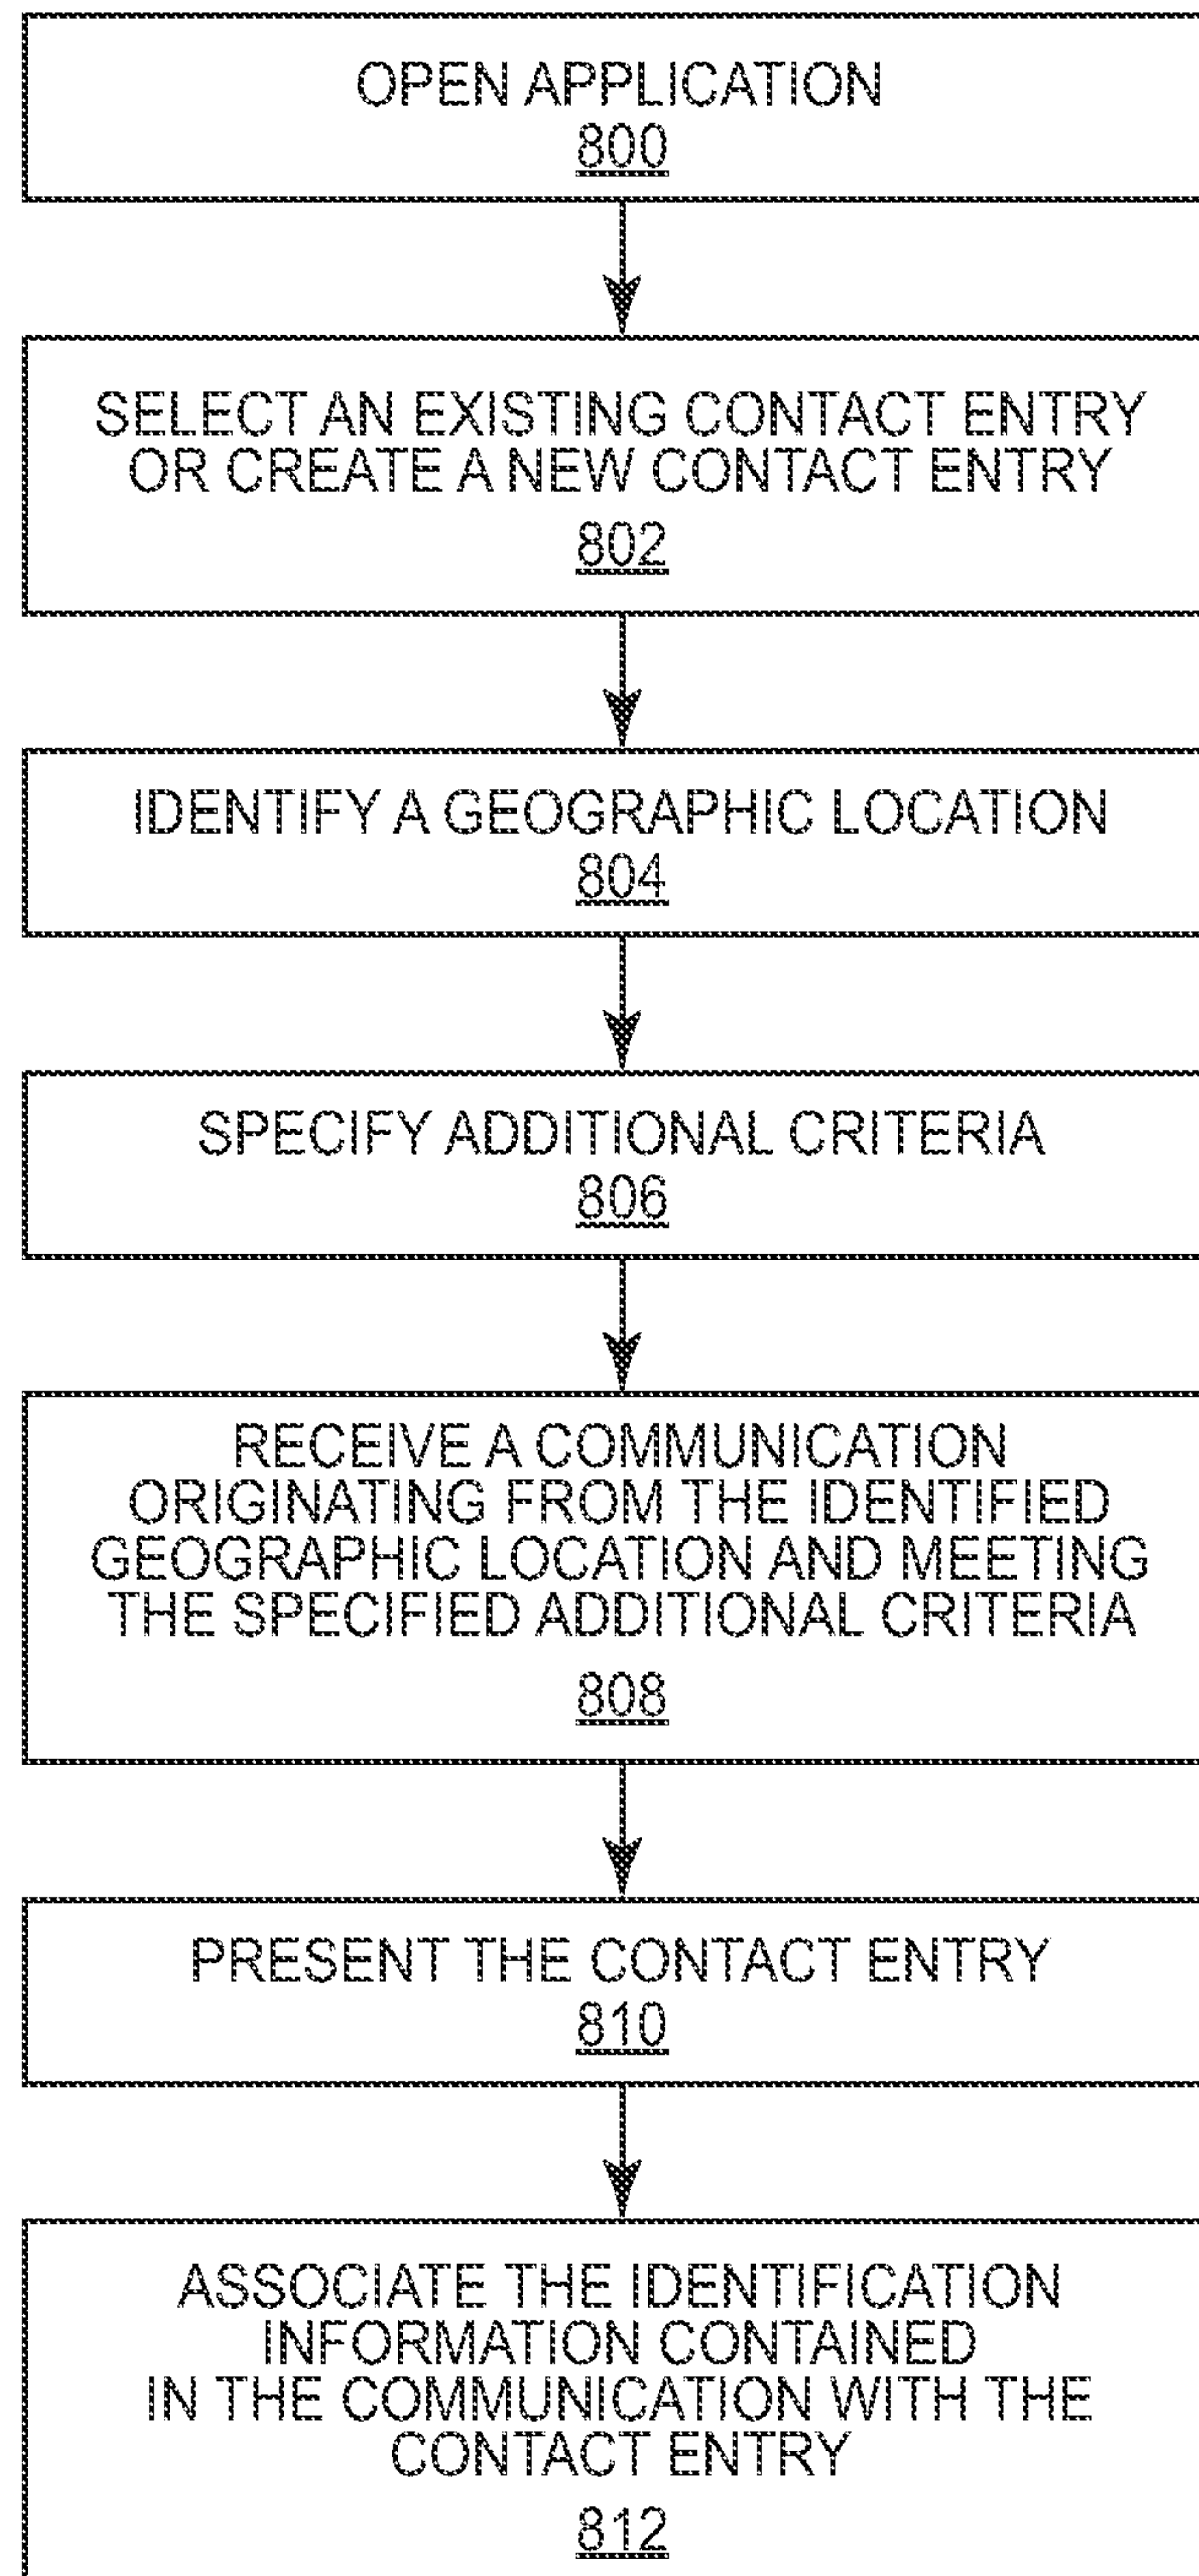 OPEN APPLICATION
800
SELECT AN EXISTING CONTACT ENTRY
OR CREATE A NEW CONTACT ENTRY
802
IDENTIFY A GEOGRAPHIC LOCATION
804
SPECIFY ADDITIONAL CRITERIA
806
RECEIVE A COMMUNICATION
ORIGINATING FROM THE IDENTIFIED
GEOGRAPHIC LOCATION AND MEETING
THE SPECIFIED ADDITIONAL CRITERIA
808
PRESENT THE CONTACT ENTRY
810
ASSOCIATE THE IDENTIFICATION
INFORMATION CONTAINED
IN THE COMMUNICATION WITH THE
CONTACT ENTRY
812